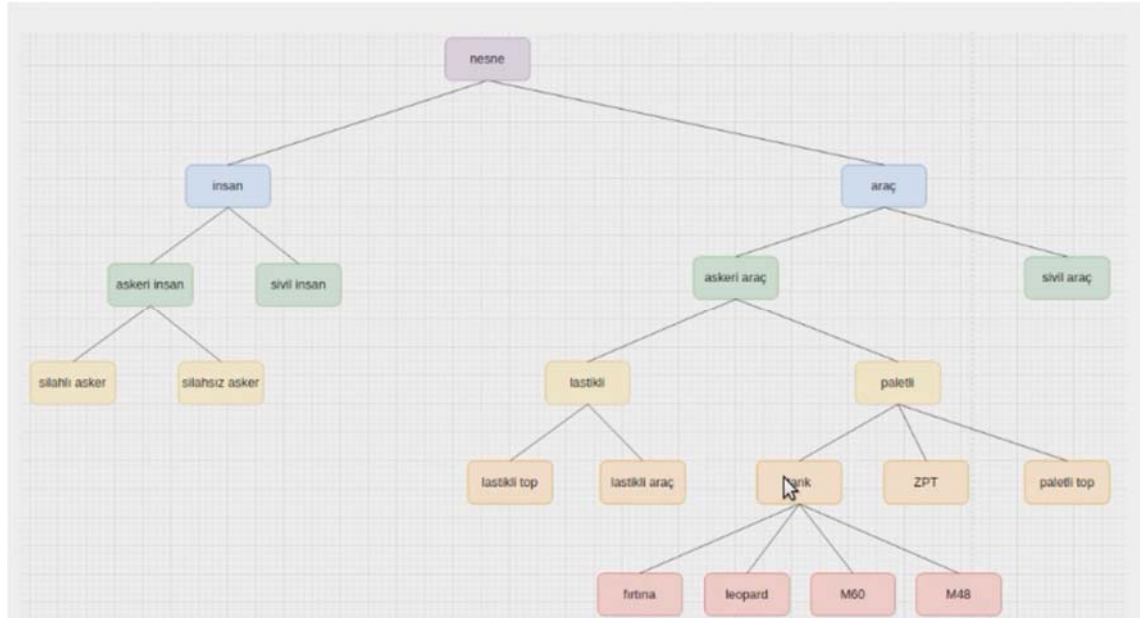 nesne
insan
araç
askeri insan
sivil insan
askeri araç
sivil araç
silahlı asker
silahsız asker
lastikli
paletli
lastikli top
lastikli araç
ZPT
paletli top
fırtına
leopard
M60
M48